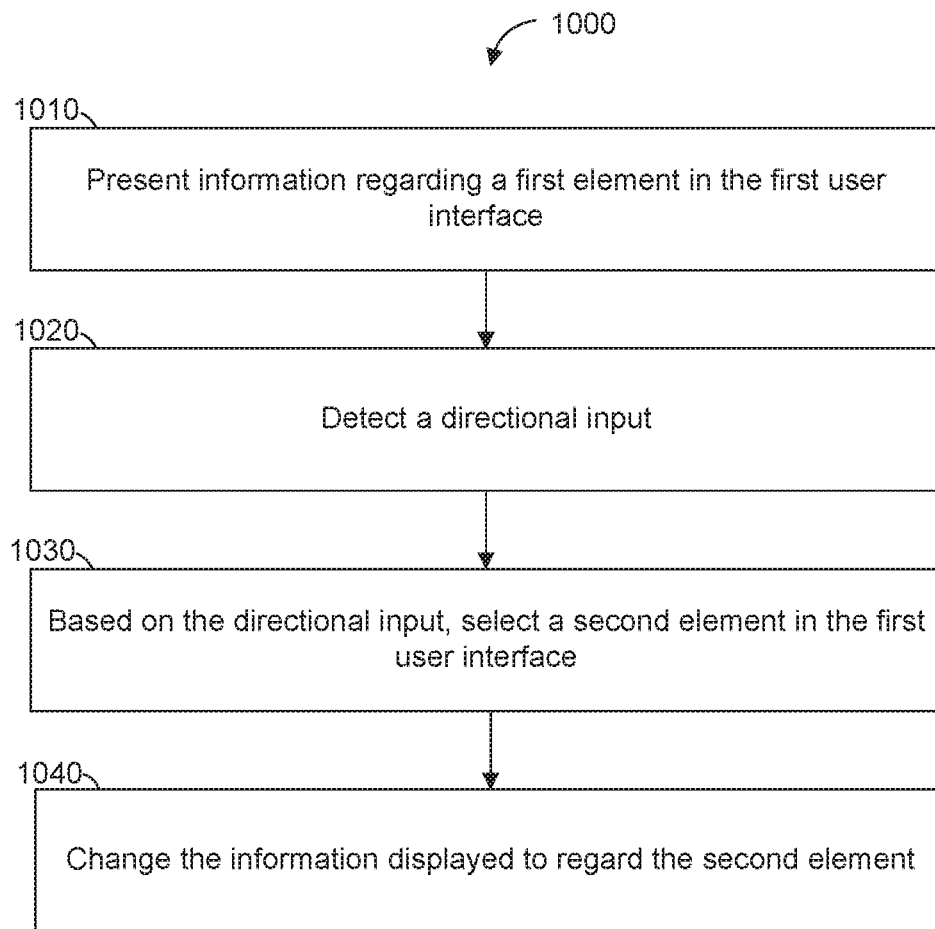 1000
1010
Present information regarding a first element in the first user
interface
1020
Detect a directional input
1030
Based on the directional input, select a second element in the first
user interface
1040
Change the information displayed to regard the second element